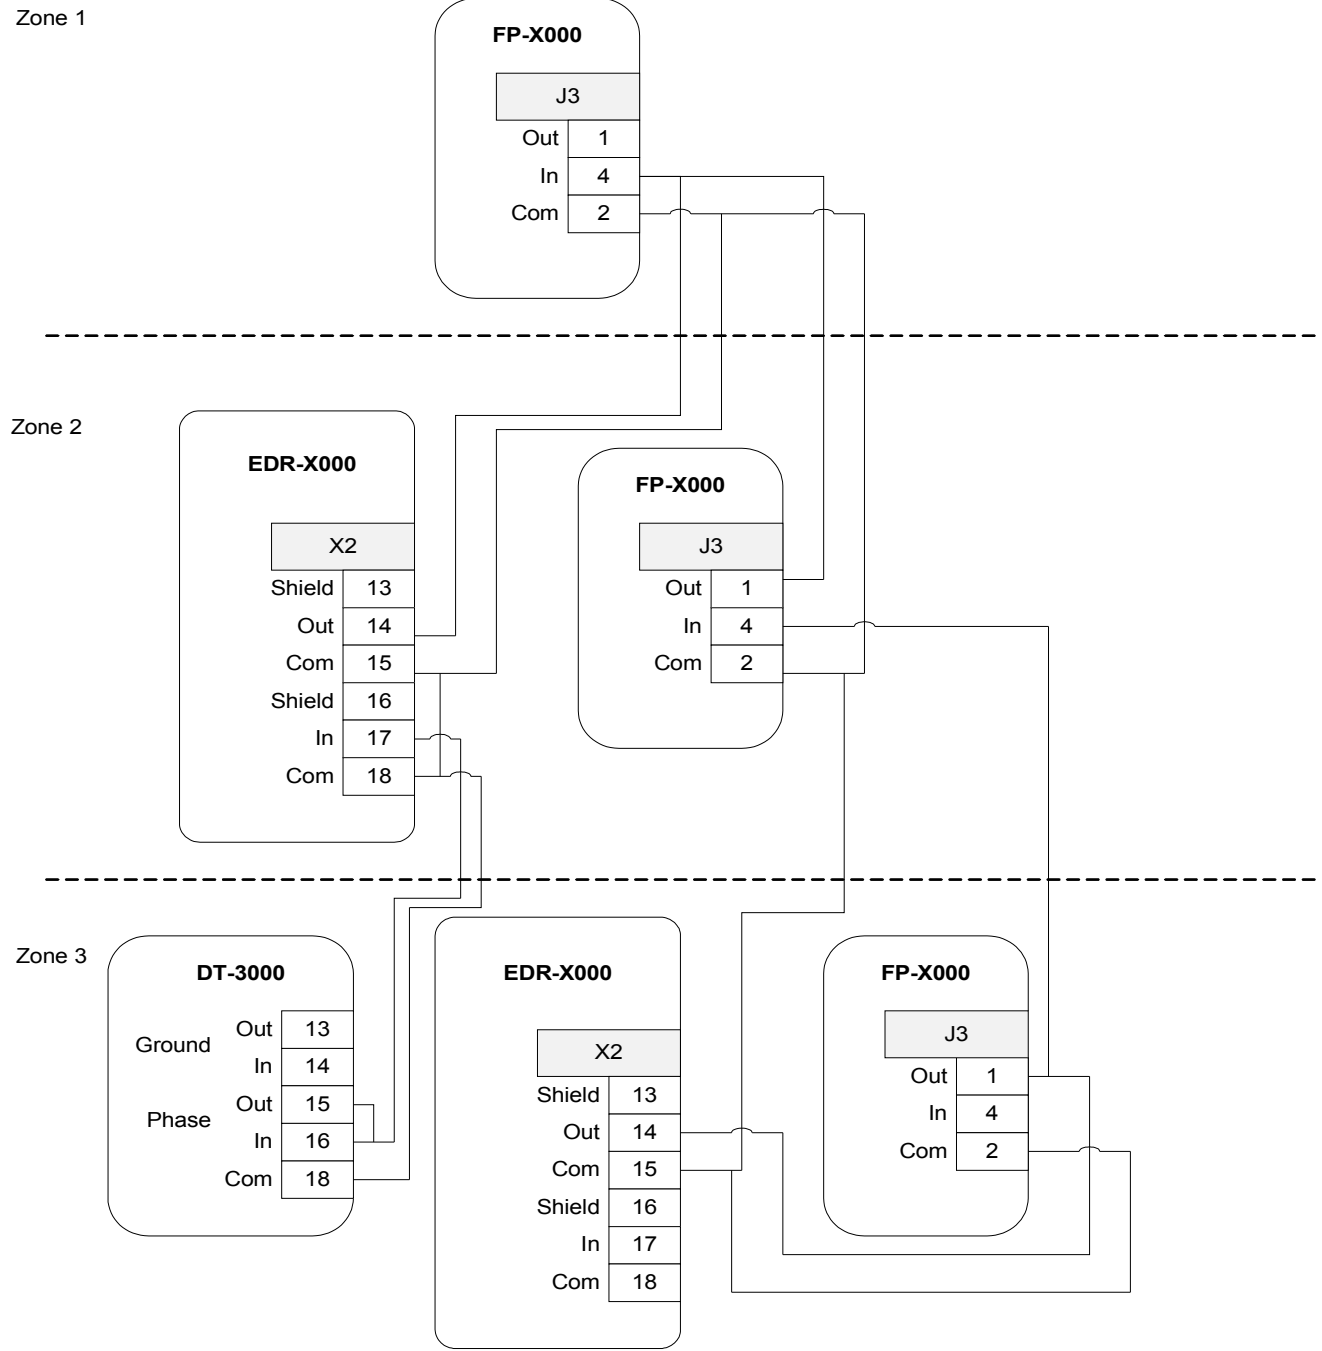 Zone 1
FP-X000
J3
Out 1
In 4
Com 2
Zone 2
EDR-X000
X2
Shield 13
Out 14
Com 15
Shield 16
In 17
Com 18
FP-X000
J3
Out 1
In 4
Com 2
Zone 3
DT-3000
Ground
Out 13
In 14
Phase
Out 15
In 16
Com 18
EDR-X000
X2
Shield 13
Out 14
Com 15
Shield 16
In 17
Com 18
FP-X000
J3
Out 1
In 4
Com 2